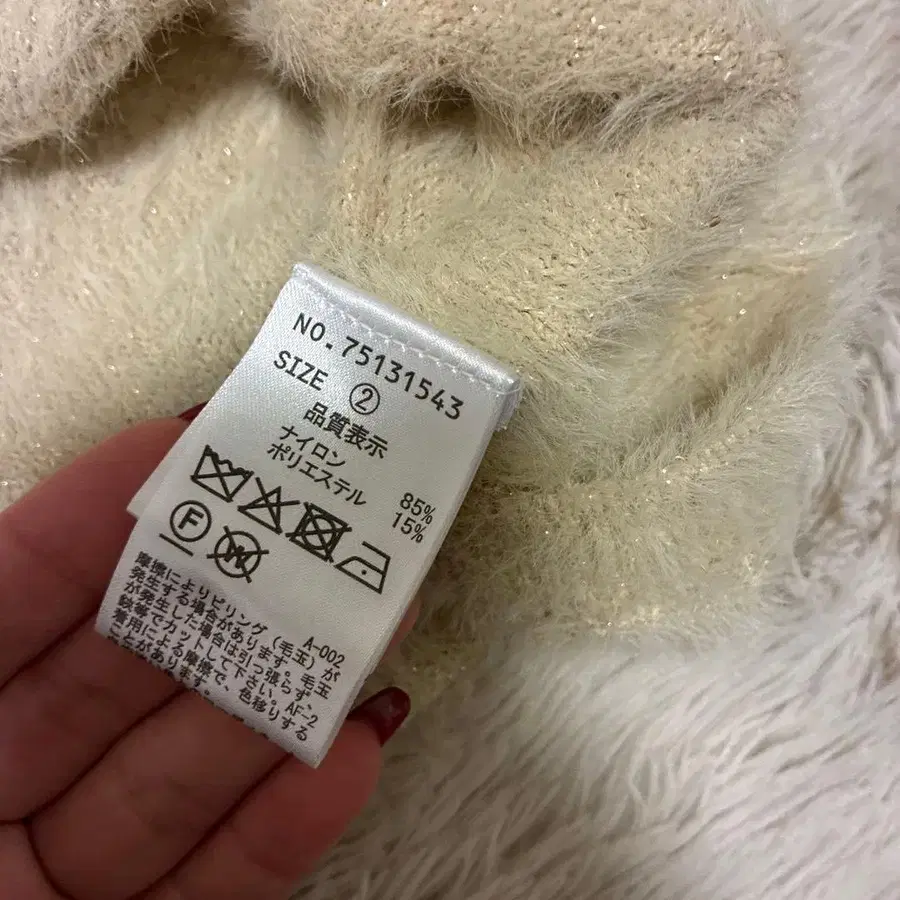 NO.75131543
SIZE ②
品質表示
ナイロン 85%
ポリエステル 15%
F W
A-002
摩擦によりピリング(毛玉)が
発生する場合があります。毛玉
が発生した場合は引っ張らず、
鋏等でカットして下さい。AF-2
着用による摩擦で、色移りする
ことがあります。